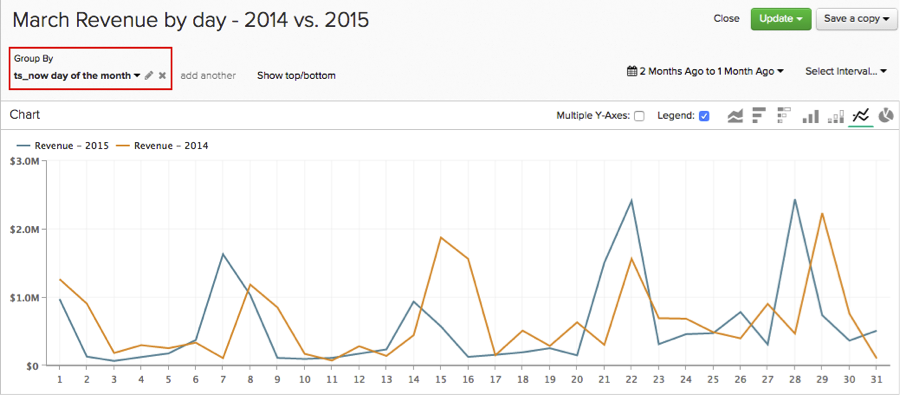 March Revenue by day - 2014 vs. 2015
Close
Update
Save a copy
Group By
ts_now day of the month
add another
Show top/bottom
2 Months Ago to 1 Month Ago
Select Interval...
Chart
Multiple Y-Axes:
Legend:
Revenue - 2015
Revenue - 2014
$3.0M
$2.0M
$1.0M
$0
1 2 3 4 5 6 7 8 9 10 11 12 13 14 15 16 17 18 19 20 21 22 23 24 25 26 27 28 29 30 31